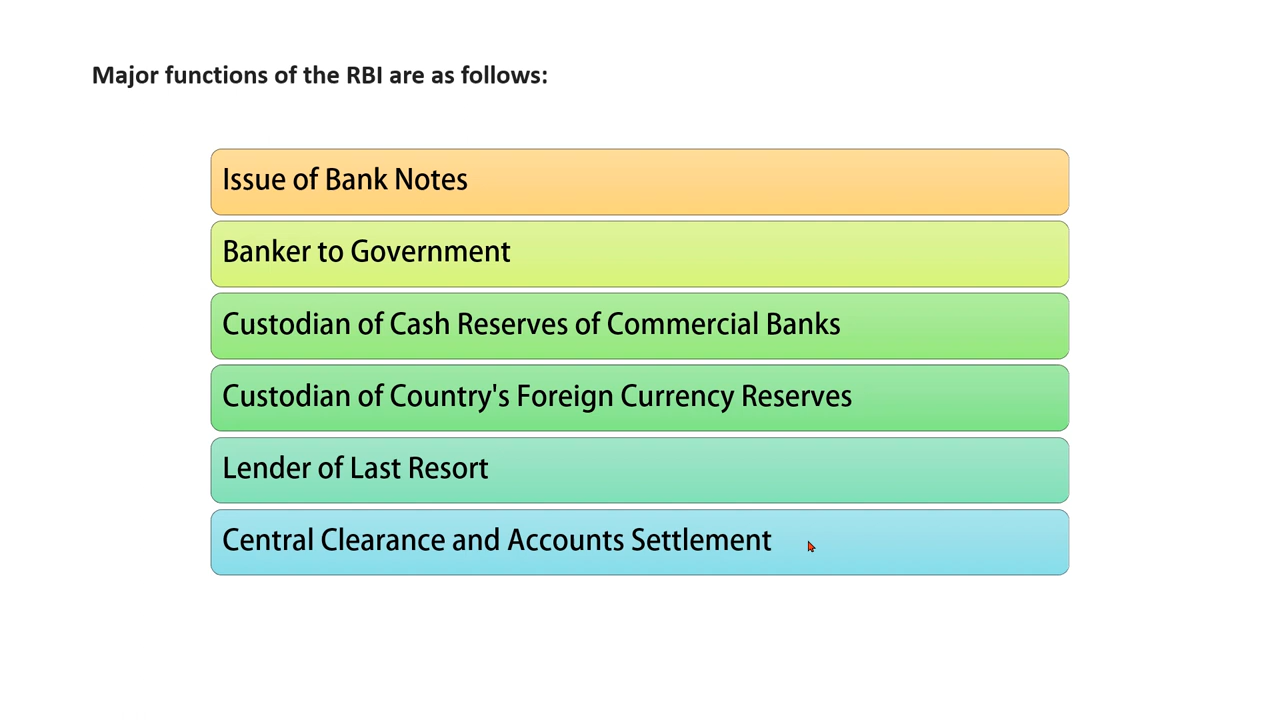 Major functions of the RBI are as follows:
Issue of Bank Notes
Banker to Government
Custodian of Cash Reserves of Commercial Banks
Custodian of Country's Foreign Currency Reserves
Lender of Last Resort
Central Clearance and Accounts Settlement